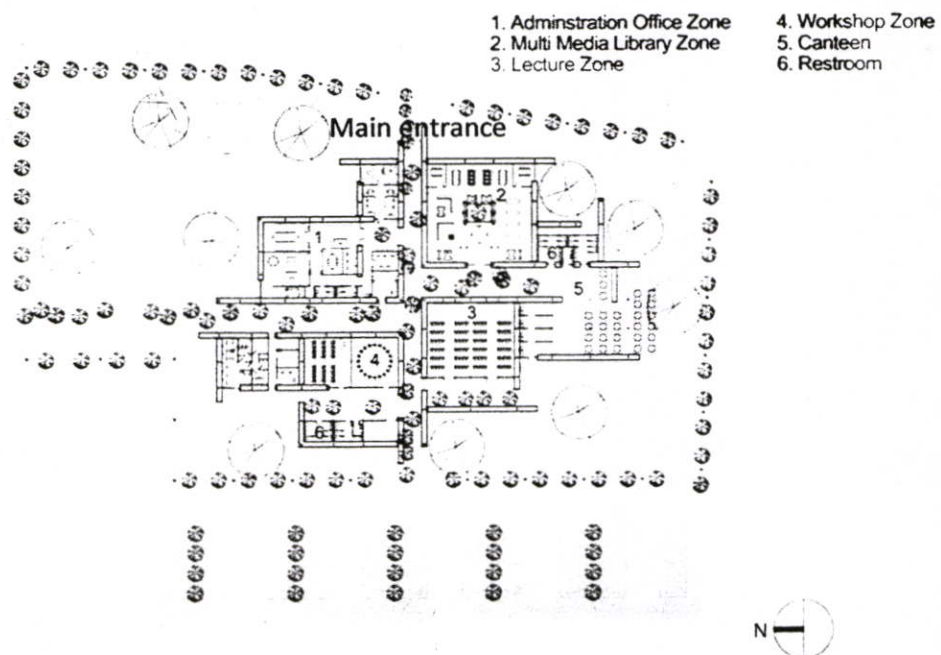 1. Adminstration Office Zone
2. Multi Media Library Zone
3. Lecture Zone
4. Workshop Zone
5. Canteen
6. Restroom
Main entrance
2
1
6
5
3
4
6
N